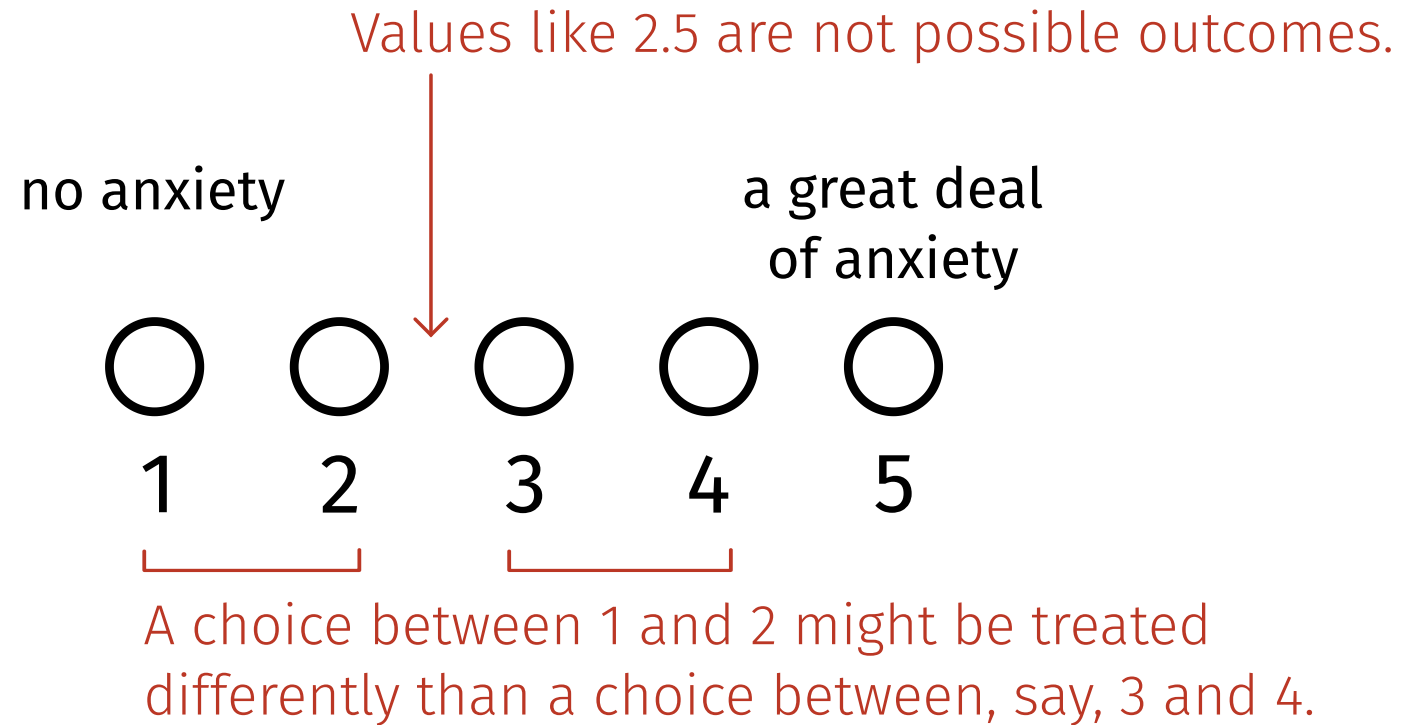 Values like 2.5 are not possible outcomes.
no anxiety
a great deal
of anxiety
1 2 3 4 5
A choice between 1 and 2 might be treated
differently than a choice between, say, 3 and 4.